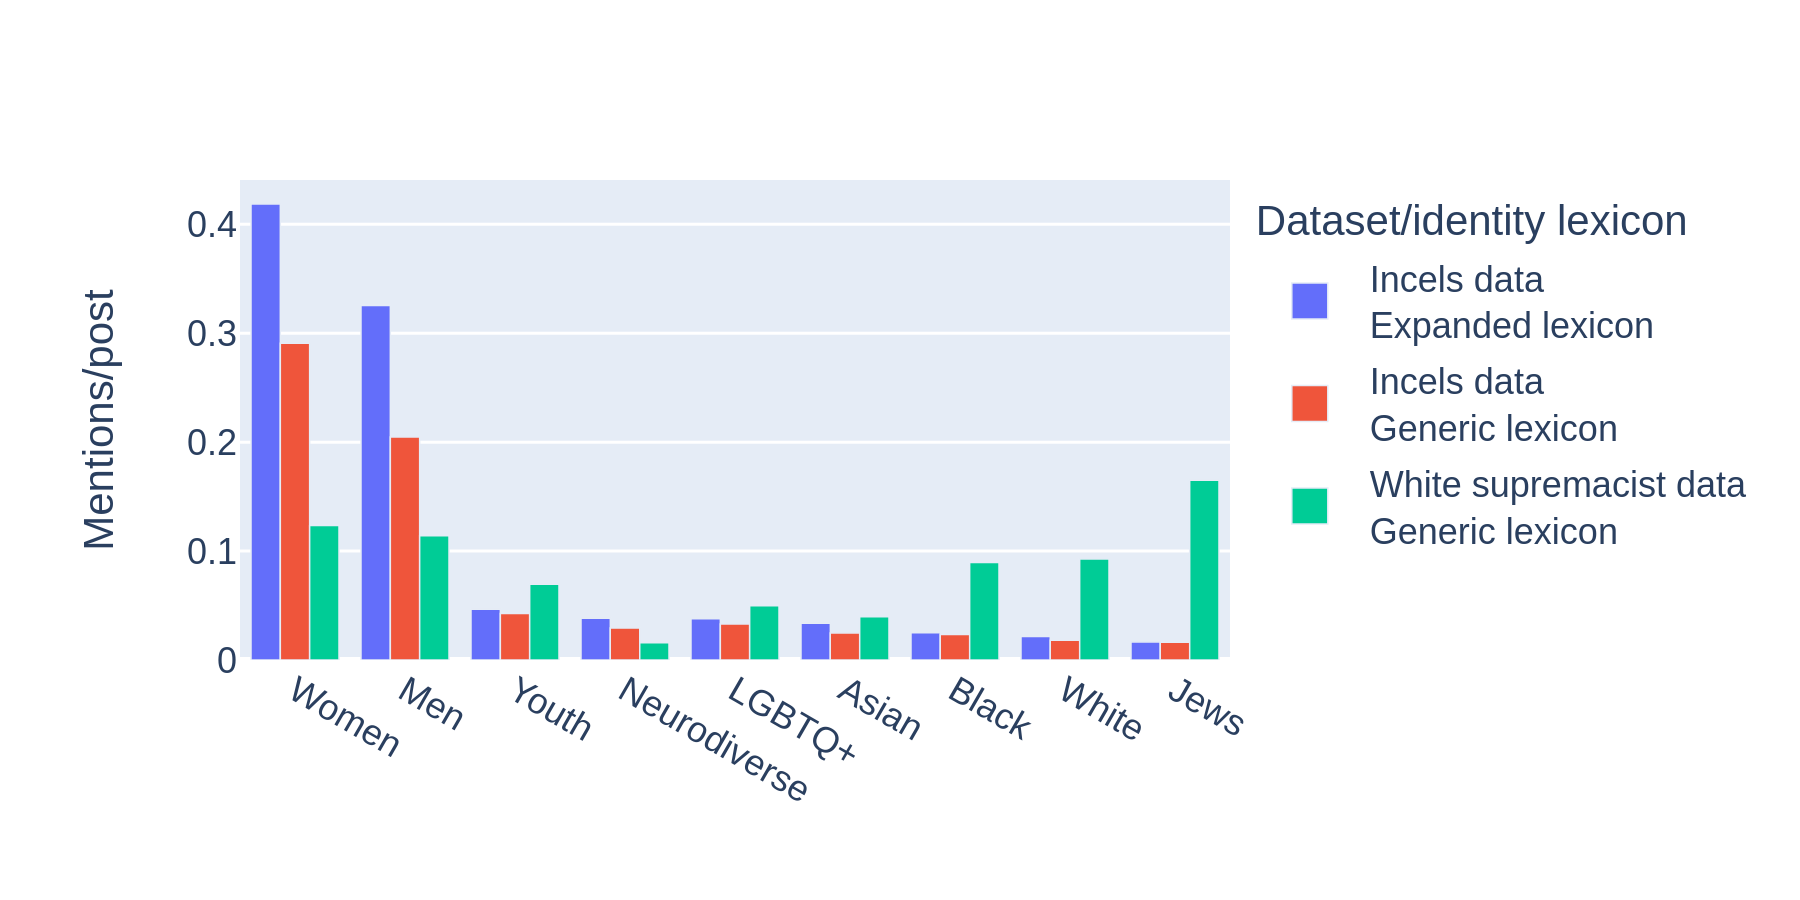 Dataset/identity lexicon
Incels data
Expanded lexicon
Incels data
Generic lexicon
White supremacist data
Generic lexicon
Mentions/post
0.4
0.3
0.2
0.1
0
Women
Men
Youth
Neurodiverse
LGBTQ+
Asian
Black
White
Jews